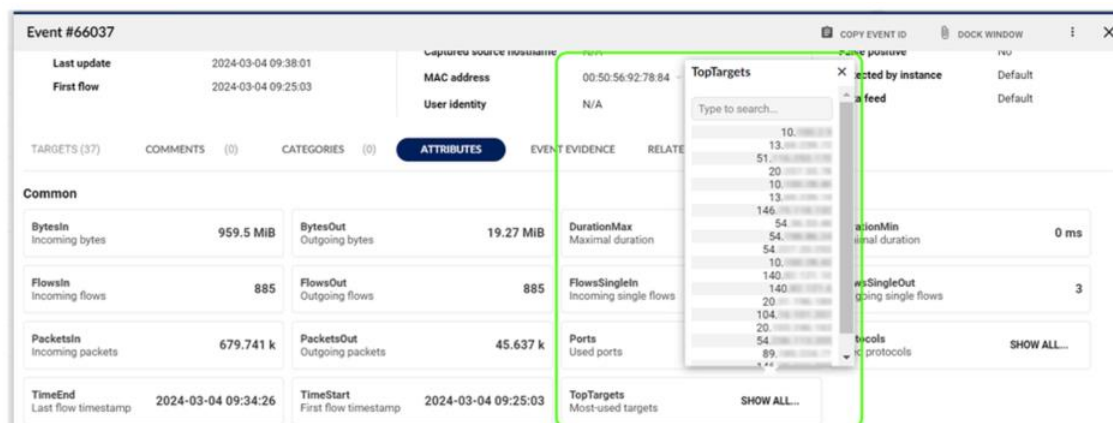 Event #66037
COPY EVENT ID
DOCK WINDOW
Last update 2024-03-04 09:38:01
First flow 2024-03-04 09:25:03
Captured source hostname N/A
MAC address 00:50:56:92:78:84
User identity N/A
positive No
ected by instance Default
feed Default
TopTargets
Type to search...
10.
13.
51.
20
10.
13.
146
54.
54.
54
10.
140.
140
20
104.
20.
54
89.
TARGETS (37)
COMMENTS (0)
CATEGORIES (0)
ATTRIBUTES
EVENT EVIDENCE
RELATE
Common
BytesIn 959.5 MiB
Incoming bytes
BytesOut 19.27 MiB
Outgoing bytes
DurationMax
Maximal duration
ationMin 0 ms
imal duration
FlowsIn 885
Incoming flows
FlowsOut 885
Outgoing flows
FlowsSingleIn
Incoming single flows
wsSingleOut 3
going single flows
PacketsIn 679.741 k
Incoming packets
PacketsOut 45.637 k
Outgoing packets
Ports
Used ports
tocols SHOW ALL...
protocols
TimeEnd 2024-03-04 09:34:26
Last flow timestamp
TimeStart 2024-03-04 09:25:03
First flow timestamp
TopTargets SHOW ALL...
Most-used targets